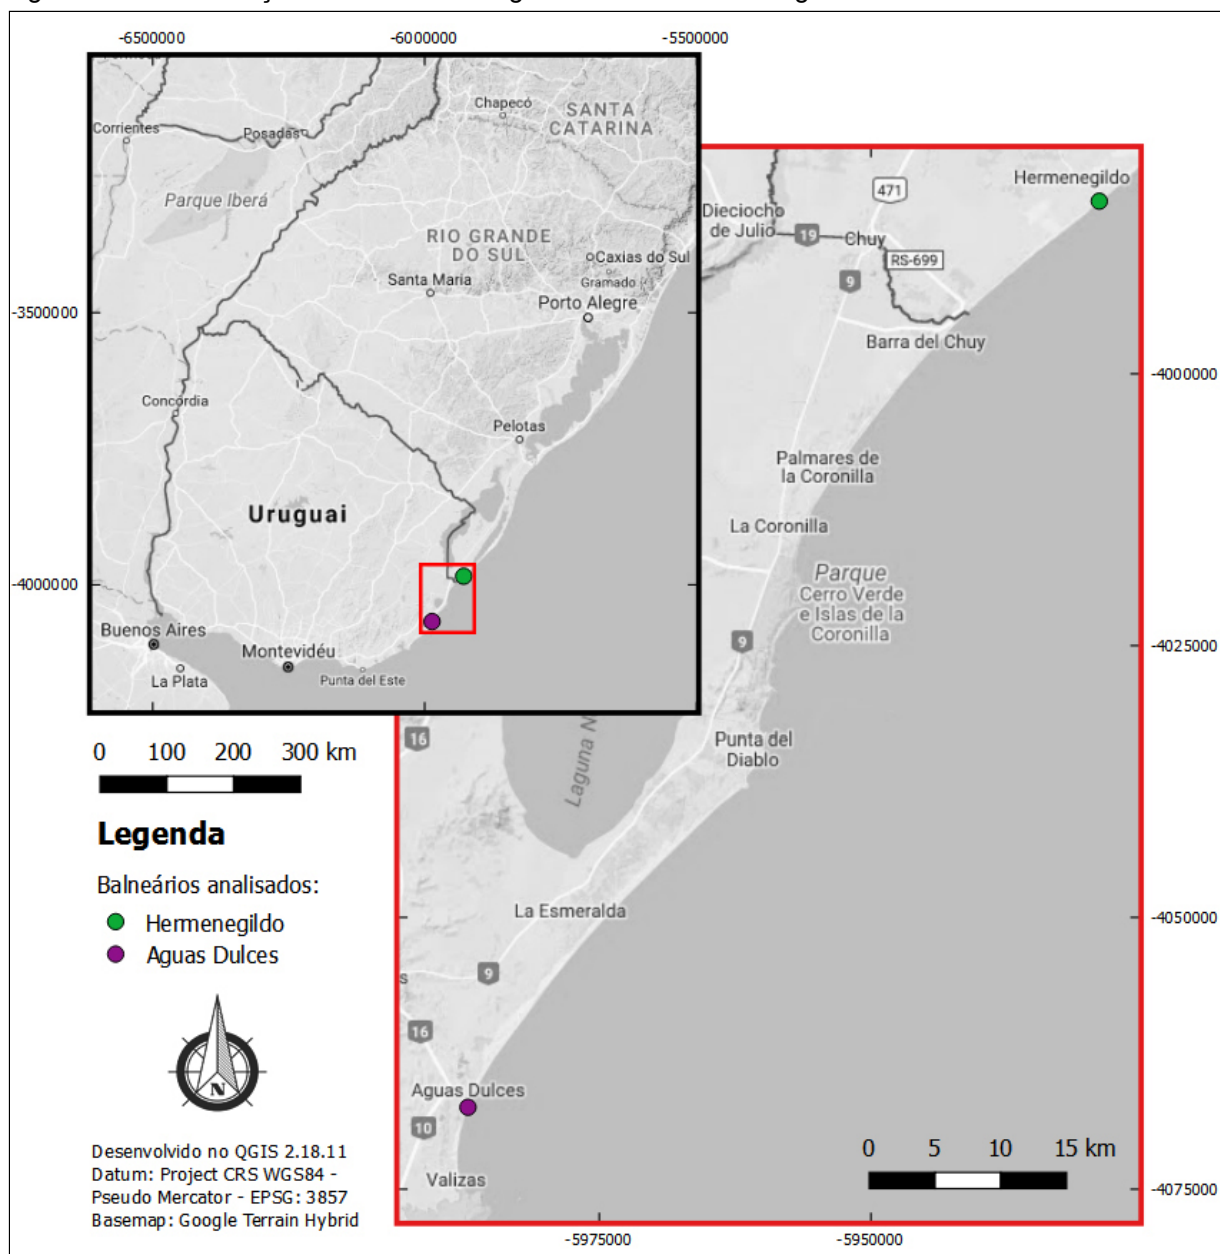 -6500000
-6000000
-5500000
Chapecó
SANTA
CATARINA
Corrientes
Posadas
Parque Iberá
RIO GRANDE
DO SUL
Caxias do Sul
Gramado
Santa Maria
Porto Alegre
-3500000
Concórdia
Pelotas
Uruguai
-4000000
Buenos Aires
Montevidéu
La Plata
Punta del Este
Hermenegildo
471
Dieciocho
de Julio
19
Chuy
RS-699
9
Barra del Chuy
-4000000
Palmares de
la Coronilla
La Coronilla
Parque
Cerro Verde
e Islas de la
Coronilla
9
-4025000
16
Punta del
Diablo
Laguna N
La Esmeralda
-4050000
9
s
16
Aguas Dulces
10
Valizas
-4075000
0 5 10 15 km
-5975000
-5950000
0 100 200 300 km
Legenda
Balneários analisados:
Hermenegildo
Aguas Dulces
N
Desenvolvido no QGIS 2.18.11
Datum: Project CRS WGS84 -
Pseudo Mercator - EPSG: 3857
Basemap: Google Terrain Hybrid